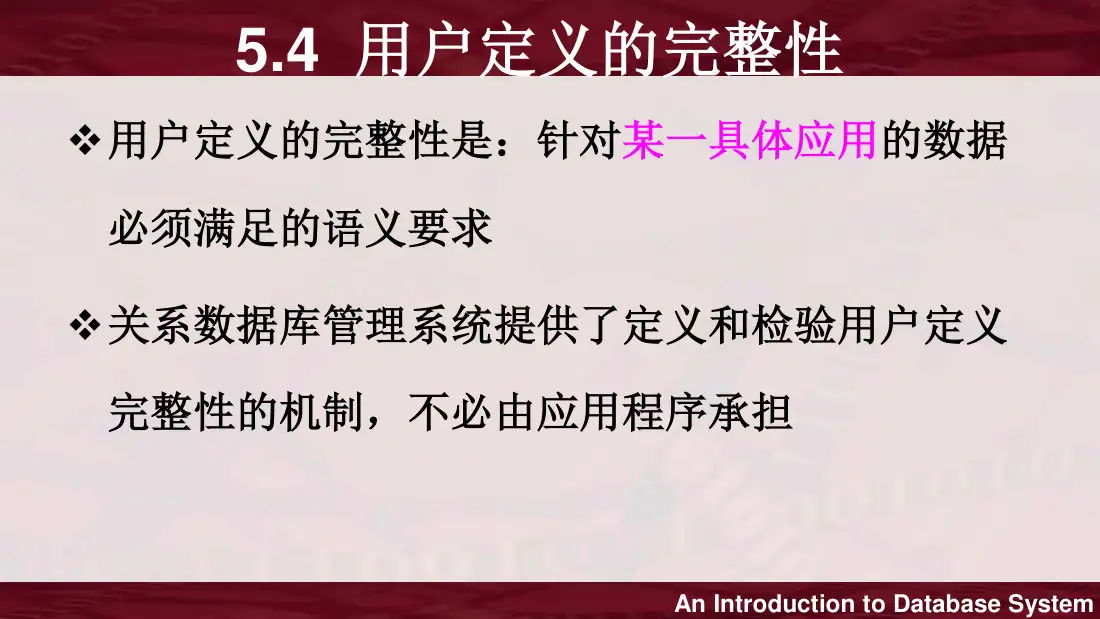 5.4 用户定义的完整性
❖用户定义的完整性是：针对某一具体应用的数据
必须满足的语义要求
❖关系数据库管理系统提供了定义和检验用户定义
完整性的机制，不必由应用程序承担
An Introduction to Database System